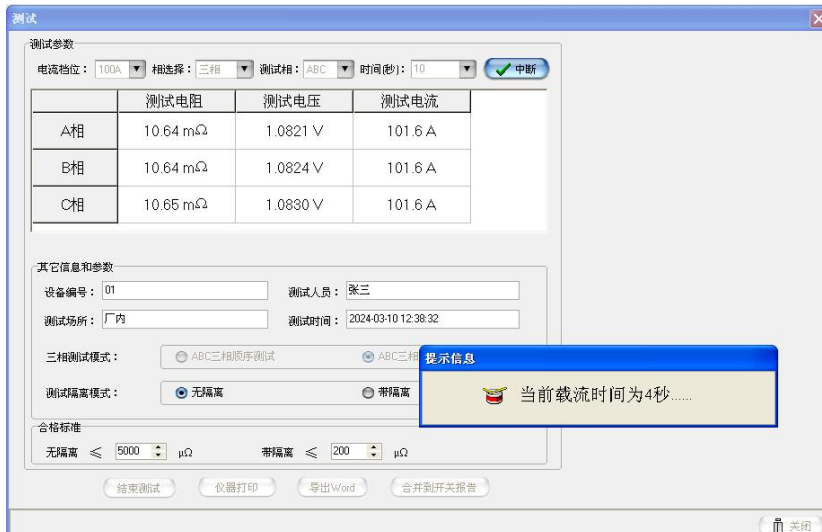 测试
测试参数
电流档位： 100A 相选择： 三相 测试相： ABC 时间(秒)： 10 中断
测试电阻 测试电压 测试电流
A相 10.64 mΩ 1.0821 V 101.6 A
B相 10.64 mΩ 1.0824 V 101.6 A
C相 10.65 mΩ 1.0830 V 101.6 A
其它信息和参数
设备编号： 01 测试人员： 张三
测试场所： 厂内 测试时间： 2024-03-10 12:38:32
三相测试模式： ABC三相顺序测试 ABC三相
测试隔离模式： 无隔离 带隔离
提示信息
当前载流时间为4秒......
合格标准
无隔离 ≤ 5000 μΩ 带隔离 ≤ 200 μΩ
结束测试 仪器打印 导出Word 合并到开关报告
关闭